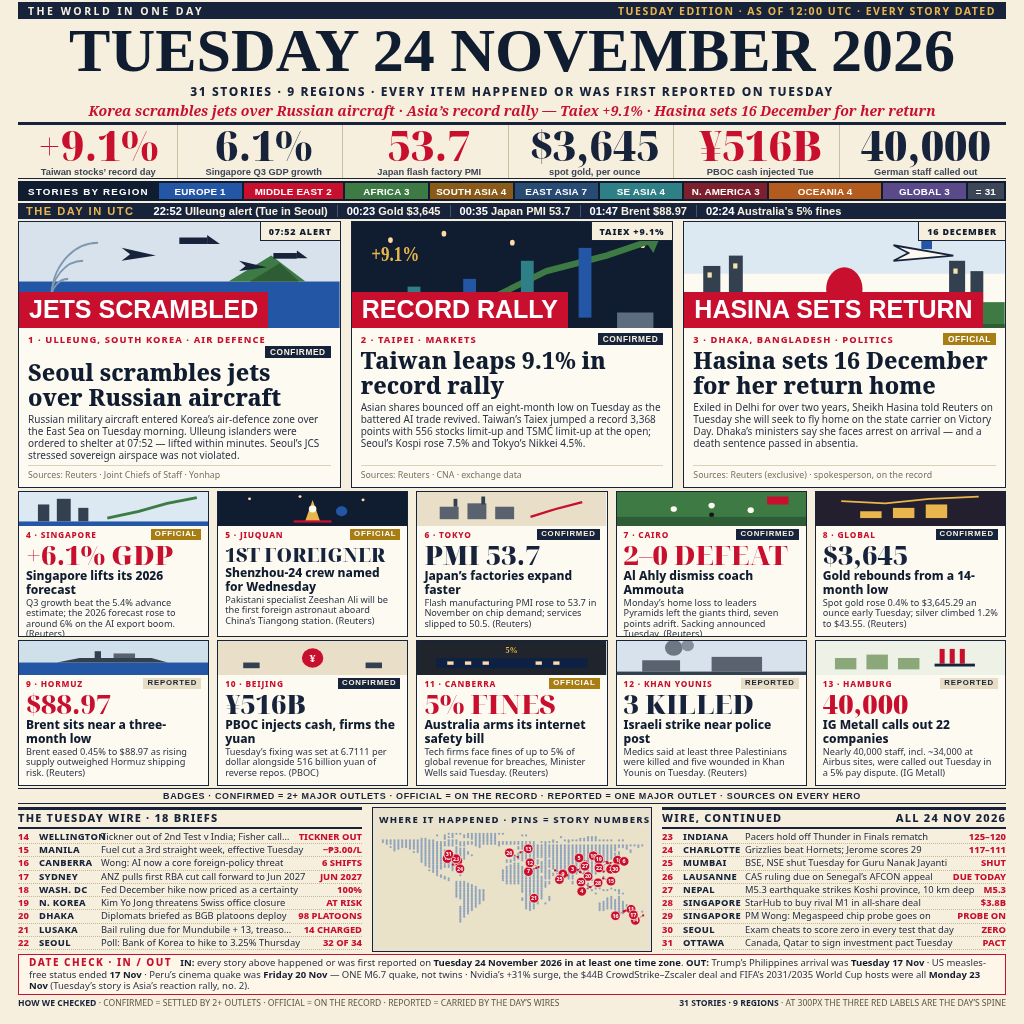 THE WORLD IN ONE DAY
TUESDAY EDITION · AS OF 12:00 UTC · EVERY STORY DATED
TUESDAY 24 NOVEMBER 2026
31 STORIES · 9 REGIONS · EVERY ITEM HAPPENED OR WAS FIRST REPORTED ON TUESDAY
Korea scrambles jets over Russian aircraft · Asia's record rally — Taiex +9.1% · Hasina sets 16 December for her return
+9.1%
Taiwan stocks' record day
6.1%
Singapore Q3 GDP growth
53.7
Japan flash factory PMI
$3,645
spot gold, per ounce
¥516B
PBOC cash injected Tue
40,000
German staff called out
STORIES BY REGION
EUROPE 1
MIDDLE EAST 2
AFRICA 3
SOUTH ASIA 4
EAST ASIA 7
SE ASIA 4
N. AMERICA 3
OCEANIA 4
GLOBAL 3
= 31
THE DAY IN UTC
22:52 Ulleung alert (Tue in Seoul)
00:23 Gold $3,645
00:35 Japan PMI 53.7
01:47 Brent $88.97
02:24 Australia's 5% fines
07:52 ALERT
JETS SCRAMBLED
1 · ULLEUNG, SOUTH KOREA · AIR DEFENCE
CONFIRMED
Seoul scrambles jets
over Russian aircraft
Russian military aircraft entered Korea's air-defence zone over
the East Sea on Tuesday morning. Ulleung islanders were
ordered to shelter at 07:52 — lifted within minutes. Seoul's JCS
stressed sovereign airspace was not violated.
Sources: Reuters · Joint Chiefs of Staff · Yonhap
TAIEX +9.1%
+9.1%
RECORD RALLY
2 · TAIPEI · MARKETS
CONFIRMED
Taiwan leaps 9.1% in
record rally
Asian shares bounced off an eight-month low on Tuesday as the
battered AI trade revived. Taiwan's Taiex jumped a record 3,368
points with 556 stocks limit-up and TSMC limit-up at the open;
Seoul's Kospi rose 7.5% and Tokyo's Nikkei 4.5%.
Sources: Reuters · CNA · exchange data
16 DECEMBER
HASINA SETS RETURN
3 · DHAKA, BANGLADESH · POLITICS
OFFICIAL
Hasina sets 16 December
for her return home
Exiled in Delhi for over two years, Sheikh Hasina told Reuters on
Tuesday she will seek to fly home on the state carrier on Victory
Day. Dhaka's ministers say she faces arrest on arrival — and a
death sentence passed in absentia.
Sources: Reuters (exclusive) · spokesperson, on the record
4 · SINGAPORE
OFFICIAL
+6.1% GDP
Singapore lifts its 2026
forecast
Q3 growth beat the 5.4% advance
estimate; the 2026 forecast rose to
around 6% on the AI export boom.
(Reuters)
5 · JIUQUAN
OFFICIAL
1ST FOREIGNER
Shenzhou-24 crew named
for Wednesday
Pakistani specialist Zeeshan Ali will be
the first foreign astronaut aboard
China's Tiangong station. (Reuters)
6 · TOKYO
CONFIRMED
PMI 53.7
Japan's factories expand
faster
Flash manufacturing PMI rose to 53.7 in
November on chip demand; services
slipped to 50.5. (Reuters)
7 · CAIRO
CONFIRMED
2–0 DEFEAT
Al Ahly dismiss coach
Ammouta
Monday's home loss to leaders
Pyramids left the giants third, seven
points adrift. Sacking announced
Tuesday. (Reuters)
8 · GLOBAL
CONFIRMED
$3,645
Gold rebounds from a 14-
month low
Spot gold rose 0.4% to $3,645.29 an
ounce early Tuesday; silver climbed 1.2%
to $43.55. (Reuters)
9 · HORMUZ
REPORTED
$88.97
Brent sits near a three-
month low
Brent eased 0.45% to $88.97 as rising
supply outweighed Hormuz shipping
risk. (Reuters)
¥
10 · BEIJING
CONFIRMED
¥516B
PBOC injects cash, firms the
yuan
Tuesday's fixing was set at 6.7111 per
dollar alongside 516 billion yuan of
reverse repos. (PBOC)
5%
11 · CANBERRA
OFFICIAL
5% FINES
Australia arms its internet
safety bill
Tech firms face fines of up to 5% of
global revenue for breaches, Minister
Wells said Tuesday. (Reuters)
12 · KHAN YOUNIS
REPORTED
3 KILLED
Israeli strike near police
post
Medics said at least three Palestinians
were killed and five wounded in Khan
Younis on Tuesday. (Reuters)
13 · HAMBURG
REPORTED
40,000
IG Metall calls out 22
companies
Nearly 40,000 staff, incl. ~34,000 at
Airbus sites, were called out Tuesday in
a 5% pay dispute. (IG Metall)
BADGES · CONFIRMED = 2+ MAJOR OUTLETS · OFFICIAL = ON THE RECORD · REPORTED = ONE MAJOR OUTLET · SOURCES ON EVERY HERO
THE TUESDAY WIRE · 18 BRIEFS
14 WELLINGTON Tickner out of 2nd Test v India; Fisher call... TICKNER OUT
15 MANILA Fuel cut a 3rd straight week, effective Tuesday −₱3.00/L
16 CANBERRA Wong: AI now a core foreign-policy threat 6 SHIFTS
17 SYDNEY ANZ pulls first RBA cut call forward to Jun 2027 JUN 2027
18 WASH. DC Fed December hike now priced as a certainty 100%
19 N. KOREA Kim Yo Jong threatens Swiss office closure AT RISK
20 DHAKA Diplomats briefed as BGB platoons deploy 98 PLATOONS
21 LUSAKA Bail ruling due for Mundubile + 13, treaso... 14 CHARGED
22 SEOUL Poll: Bank of Korea to hike to 3.25% Thursday 32 OF 34
WHERE IT HAPPENED · PINS = STORY NUMBERS
WIRE, CONTINUED
ALL 24 NOV 2026
23 INDIANA Pacers hold off Thunder in Finals rematch 125–120
24 CHARLOTTE Grizzlies beat Hornets; Jerome scores 29 117–111
25 MUMBAI BSE, NSE shut Tuesday for Guru Nanak Jayanti SHUT
26 LAUSANNE CAS ruling due on Senegal's AFCON appeal DUE TODAY
27 NEPAL M5.3 earthquake strikes Koshi province, 10 km deep M5.3
28 SINGAPORE StarHub to buy rival M1 in all-share deal $3.8B
29 SINGAPORE PM Wong: Megaspeed chip probe goes on PROBE ON
30 SEOUL Exam cheats to score zero in every test that day ZERO
31 OTTAWA Canada, Qatar to sign investment pact Tuesday PACT
DATE CHECK · IN / OUT IN: every story above happened or was first reported on Tuesday 24 November 2026 in at least one time zone. OUT: Trump's Philippines arrival was Tuesday 17 Nov · US measles-
free status ended 17 Nov · Peru's cinema quake was Friday 20 Nov — ONE M6.7 quake, not twins · Nvidia's +31% surge, the $44B CrowdStrike–Zscaler deal and FIFA's 2031/2035 World Cup hosts were all Monday 23
Nov (Tuesday's story is Asia's reaction rally, no. 2).
HOW WE CHECKED · CONFIRMED = SETTLED BY 2+ OUTLETS · OFFICIAL = ON THE RECORD · REPORTED = CARRIED BY THE DAY'S WIRES
31 STORIES · 9 REGIONS · AT 300PX THE THREE RED LABELS ARE THE DAY'S SPINE